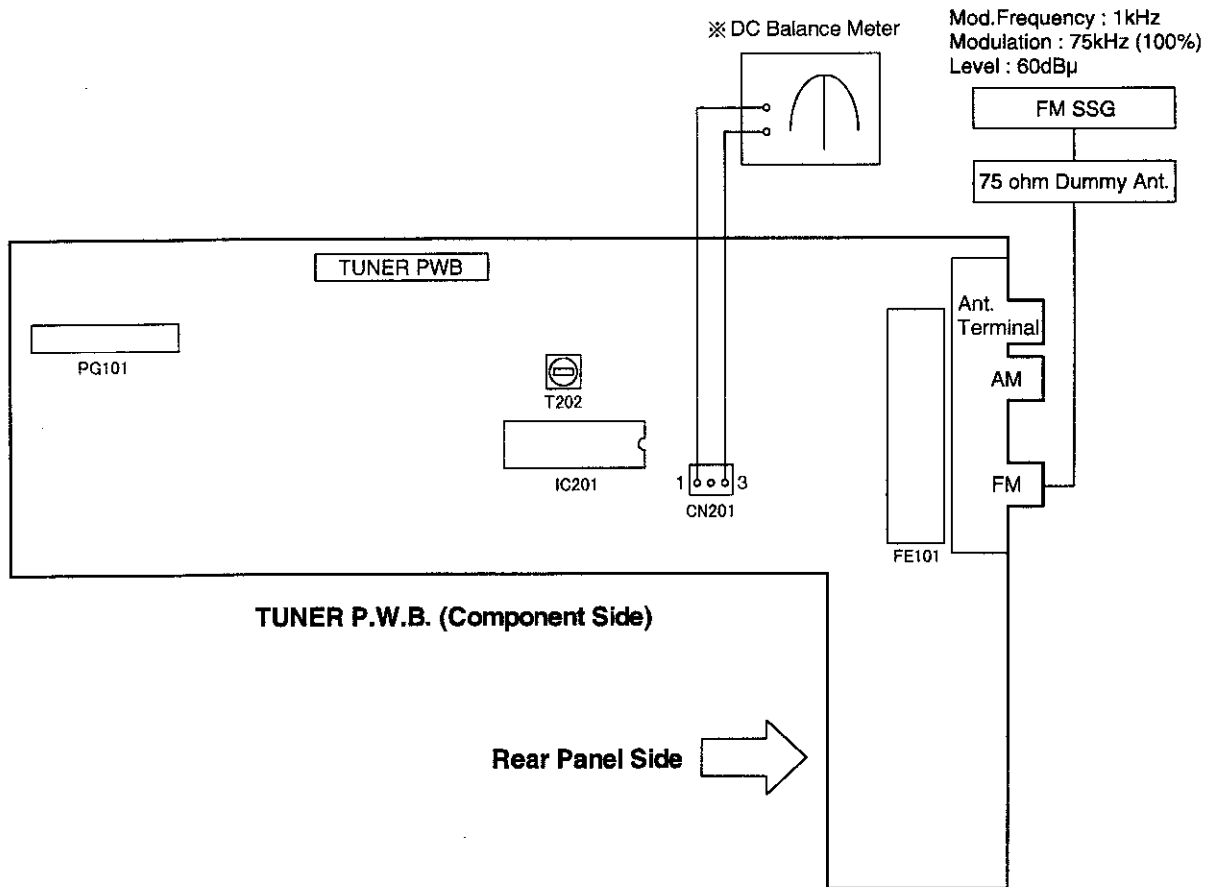 ※ DC Balance Meter
Mod.Frequency : 1kHz
Modulation : 75kHz (100%)
Level : 60dBµ
FM SSG
75 ohm Dummy Ant.
TUNER PWB
PG101
T202
IC201
1
3
CN201
Ant.
Terminal
AM
FM
FE101
TUNER P.W.B. (Component Side)
Rear Panel Side